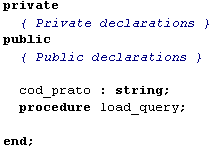 private
{ Private declarations }
public
{ Public declarations }
cod_prato : string;
procedure load_query;
end;